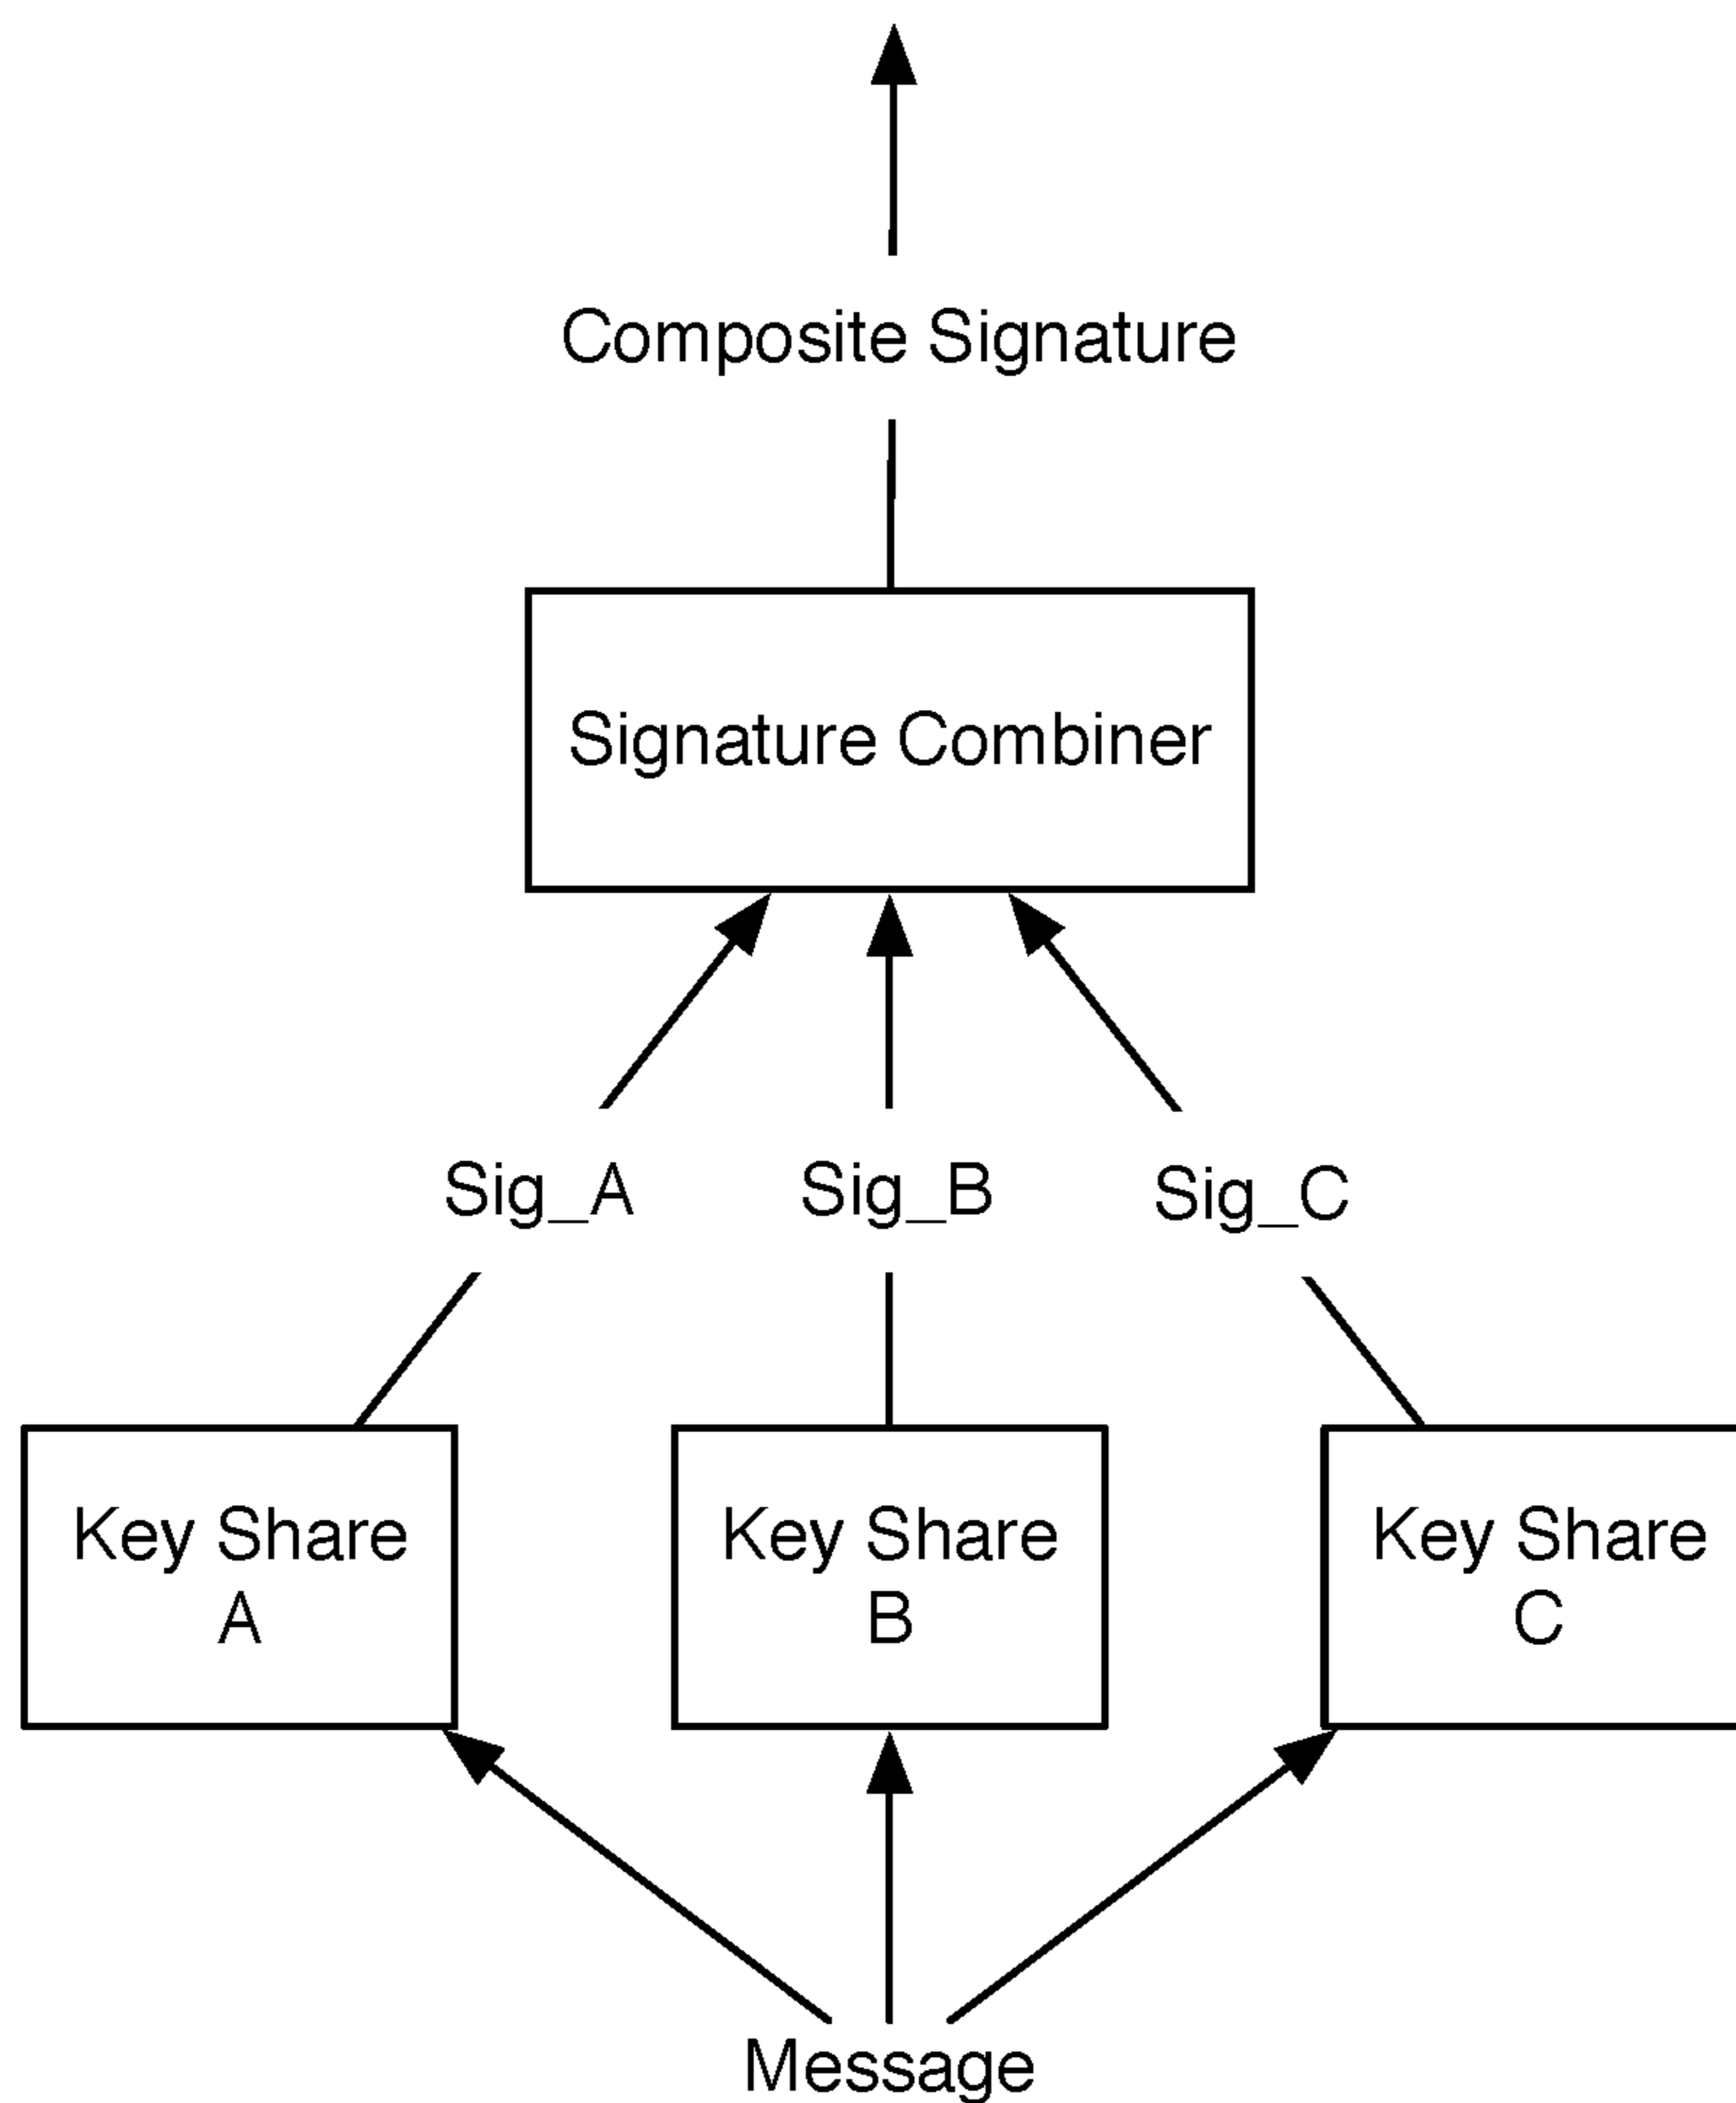 Composite Signature
Signature Combiner
Sig_A
Sig_B
Sig_C
Key Share
A
Key Share
B
Key Share
C
Message